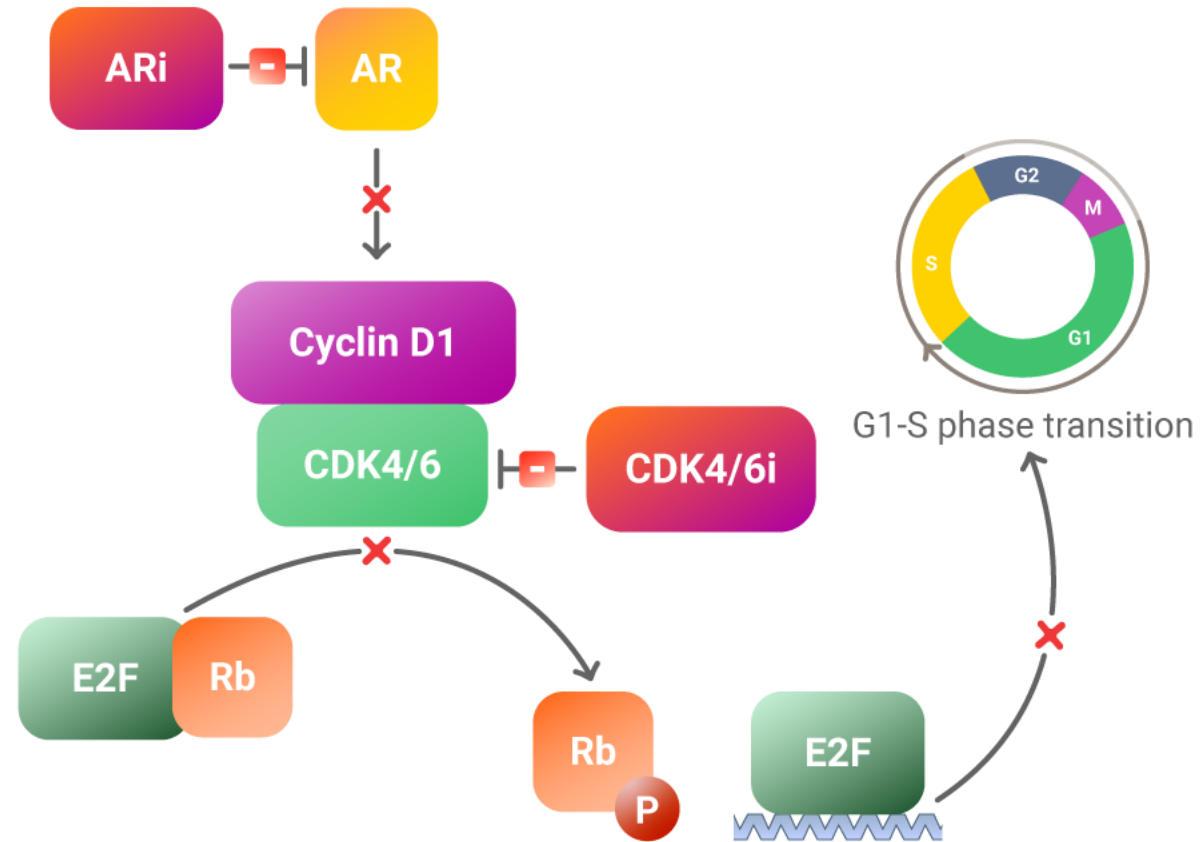 ARi
-
AR
Cyclin D1
CDK4/6
-
CDK4/6i
E2F
Rb
Rb
P
E2F
G2
M
S
G1
G1-S phase transition